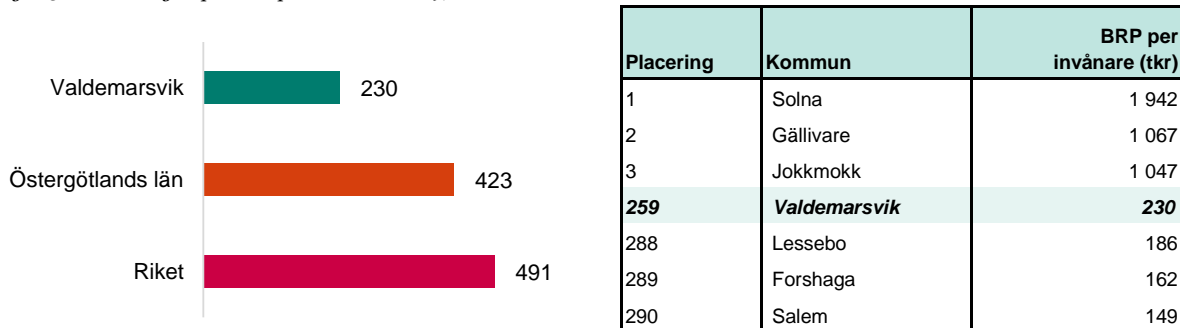 Valdemarsvik 230
Östergötlands län 423
Riket 491
Placering Kommun BRP per invånare (tkr)
1 Solna 1 942
2 Gällivare 1 067
3 Jokkmokk 1 047
259 Valdemarsvik 230
288 Lessebo 186
289 Forshaga 162
290 Salem 149